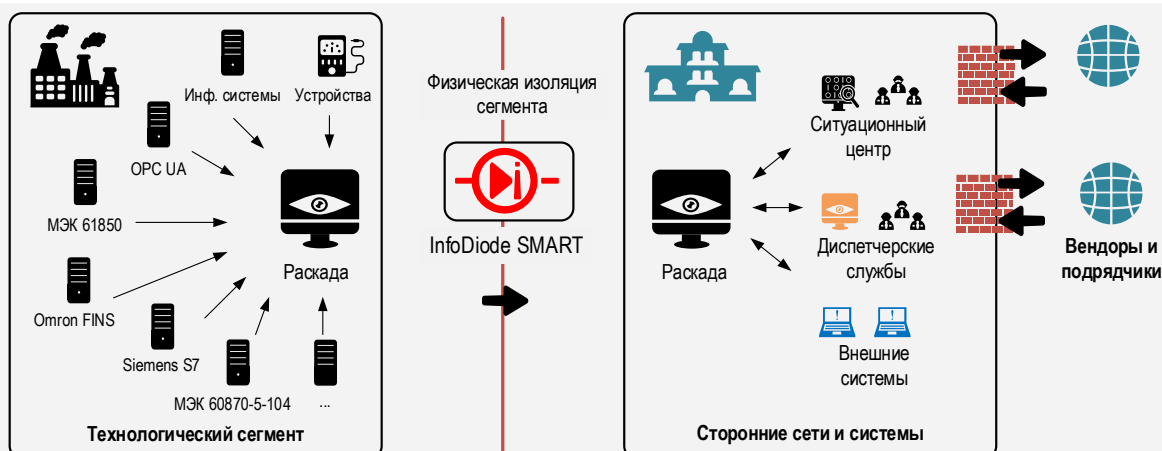 Инф. системы
Устройства
OPC UA
МЭК 61850
Раскада
Omron FINS
Siemens S7
МЭК 60870-5-104
...
Технологический сегмент
Физическая изоляция
сегмента
InfoDiode SMART
Ситуационный
центр
Раскада
Диспетчерские
службы
Внешние
системы
Сторонние сети и системы
Вендоры и
подрядчики